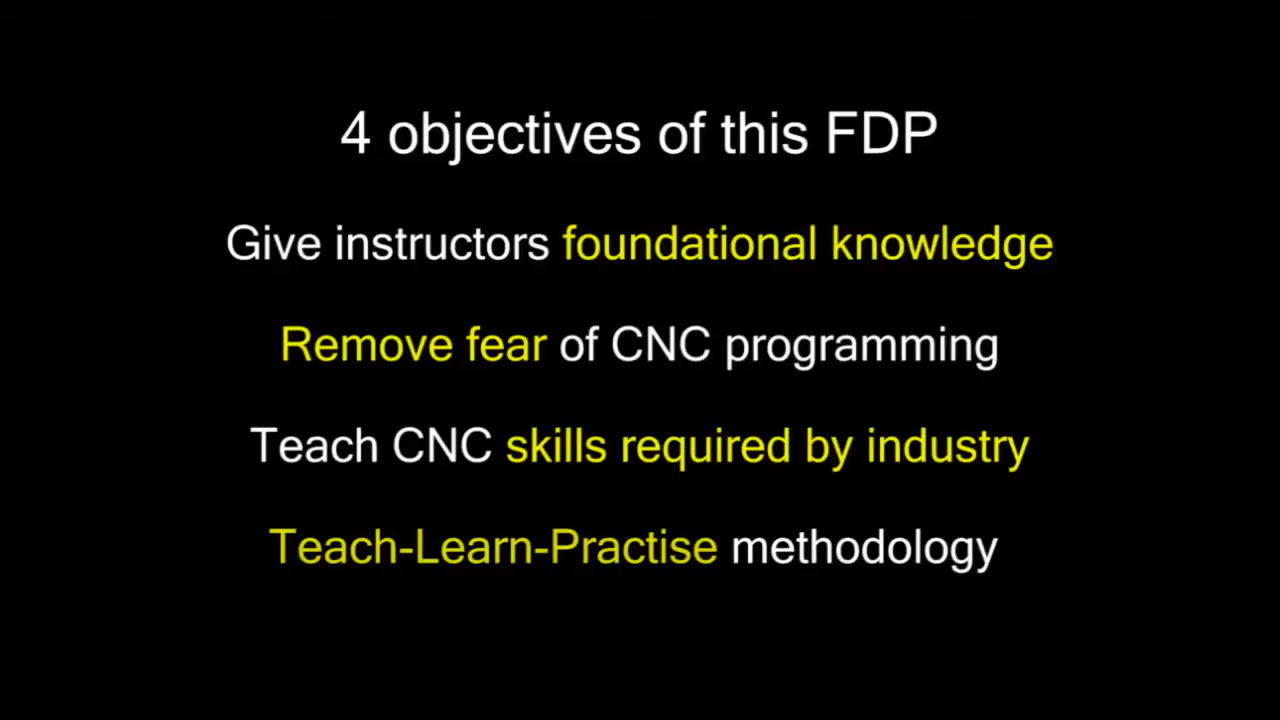 4 objectives of this FDP
Give instructors foundational knowledge
Remove fear of CNC programming
Teach CNC skills required by industry
Teach-Learn-Practise methodology